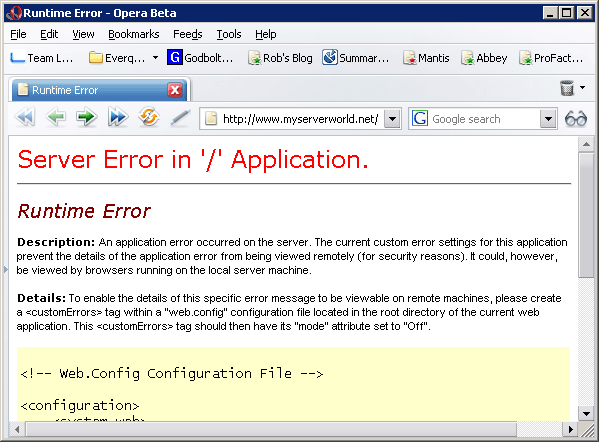 Runtime Error - Opera Beta
File Edit View Bookmarks Feeds Tools Help
Team L... Everq... Godbolt... Rob's Blog Summar... Mantis Abbey ProFact...
Runtime Error
http://www.myserverworld.net/ Google search
Server Error in '/' Application.
Runtime Error
Description: An application error occurred on the server. The current custom error settings for this application
prevent the details of the application error from being viewed remotely (for security reasons). It could, however,
be viewed by browsers running on the local server machine.
Details: To enable the details of this specific error message to be viewable on remote machines, please create
a <customErrors> tag within a "web.config" configuration file located in the root directory of the current web
application. This <customErrors> tag should then have its "mode" attribute set to "Off".
<!-- Web.Config Configuration File -->
<configuration>
<system.web>